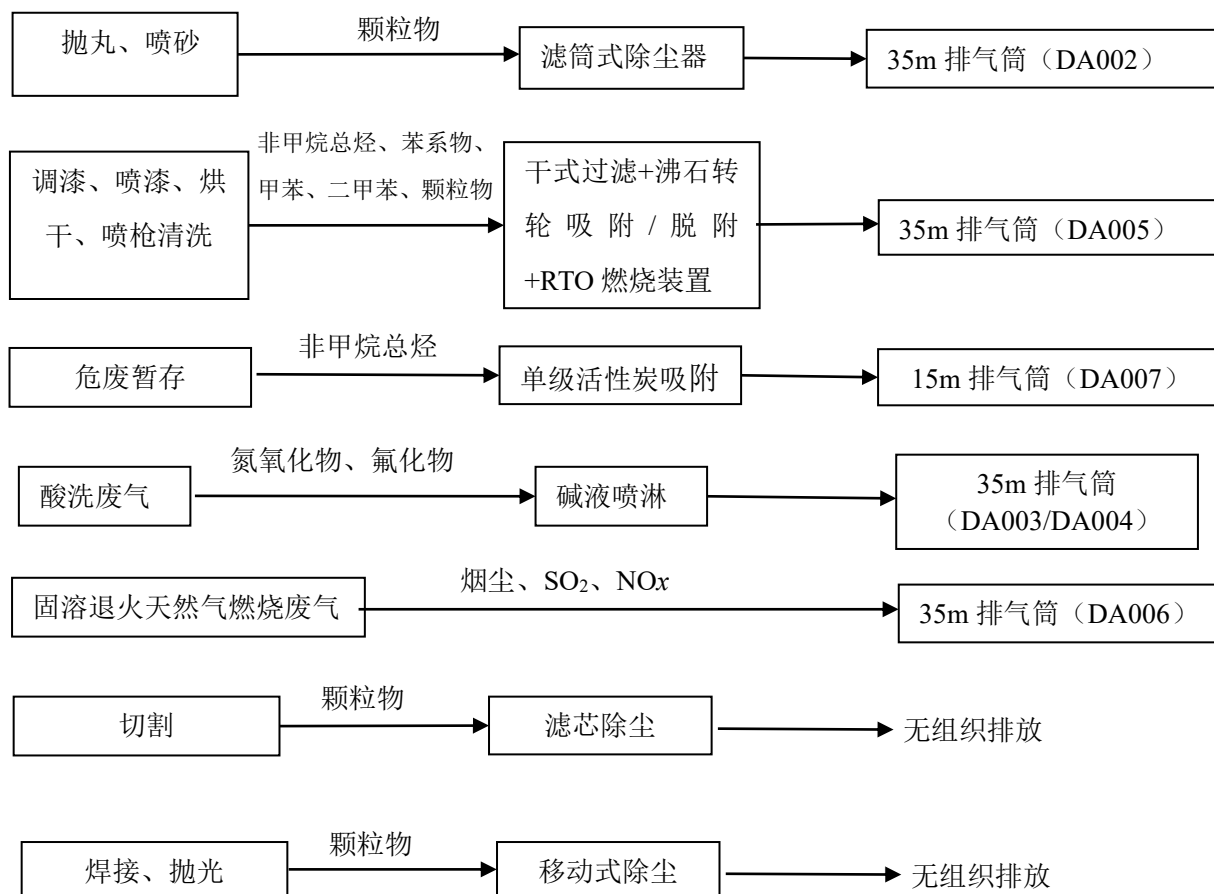 抛丸、喷砂
颗粒物
滤筒式除尘器
35m 排气筒（DA002）
调漆、喷漆、烘
干、喷枪清洗
非甲烷总烃、苯系物、
甲苯、二甲苯、颗粒物
干式过滤+沸石转
轮吸附/脱附
+RTO 燃烧装置
35m 排气筒（DA005）
危废暂存
非甲烷总烃
单级活性炭吸附
15m 排气筒（DA007）
酸洗废气
氮氧化物、氟化物
碱液喷淋
35m 排气筒
（DA003/DA004）
固溶退火天然气燃烧废气
烟尘、SO₂、NOx
35m 排气筒（DA006）
切割
颗粒物
滤芯除尘
无组织排放
焊接、抛光
颗粒物
移动式除尘
无组织排放